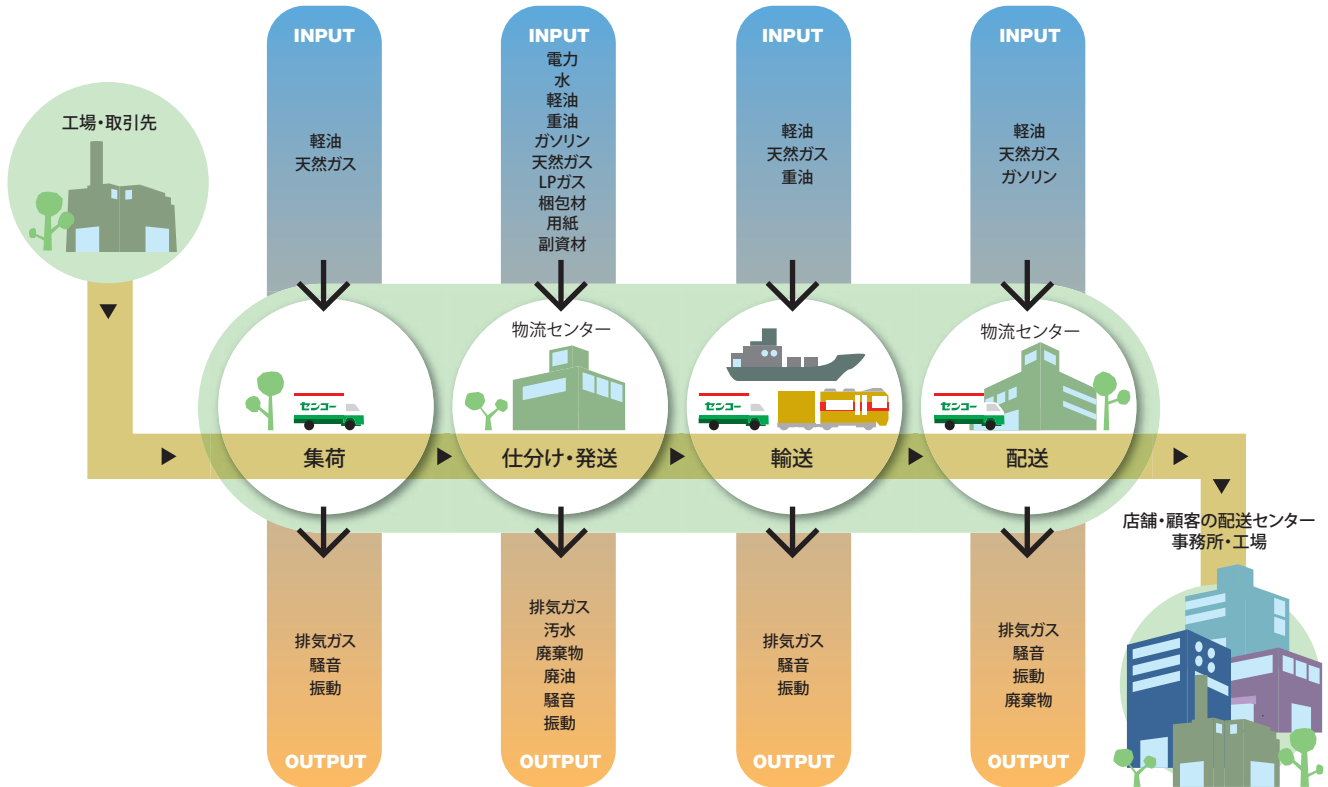 工場・取引先
INPUT
軽油
天然ガス
集荷
センコー
排気ガス
騒音
振動
OUTPUT
INPUT
電力
水
軽油
重油
ガソリン
天然ガス
LPガス
梱包材
用紙
副資材
物流センター
仕分け・発送
排気ガス
汚水
廃棄物
廃油
騒音
振動
OUTPUT
INPUT
軽油
天然ガス
重油
センコー
輸送
排気ガス
騒音
振動
OUTPUT
INPUT
軽油
天然ガス
ガソリン
物流センター
センコー
配送
排気ガス
騒音
振動
廃棄物
OUTPUT
店舗・顧客の配送センター
事務所・工場